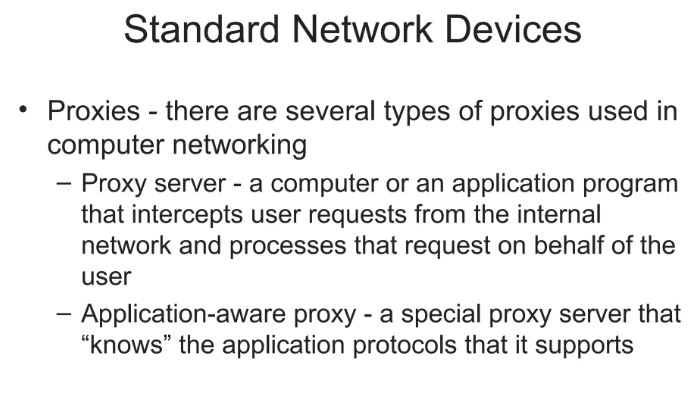 Standard Network Devices
• Proxies - there are several types of proxies used in
computer networking
– Proxy server - a computer or an application program
that intercepts user requests from the internal
network and processes that request on behalf of the
user
– Application-aware proxy - a special proxy server that
“knows” the application protocols that it supports